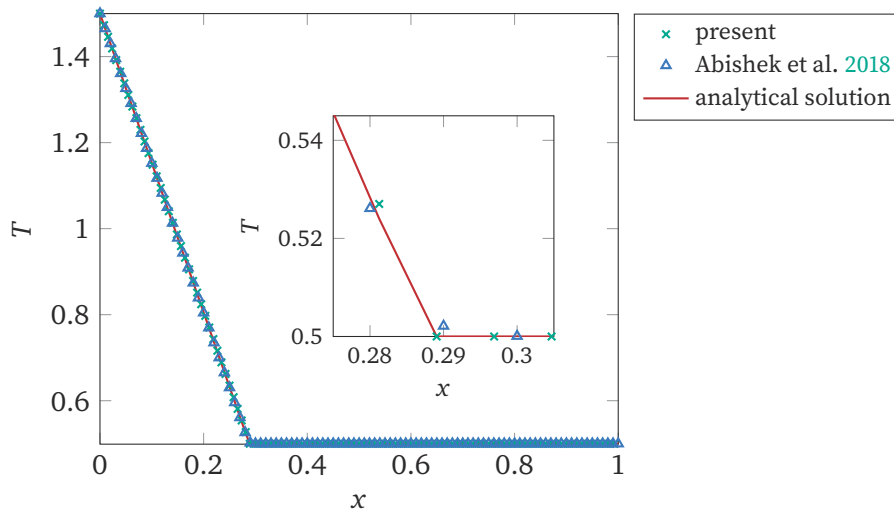 present
Abishek et al. 2018
analytical solution
1.4
1.2
1
0.8
0.6
T
0
0.2
0.4
0.6
0.8
1
x
0.54
0.52
0.5
T
0.28
0.29
0.3
x